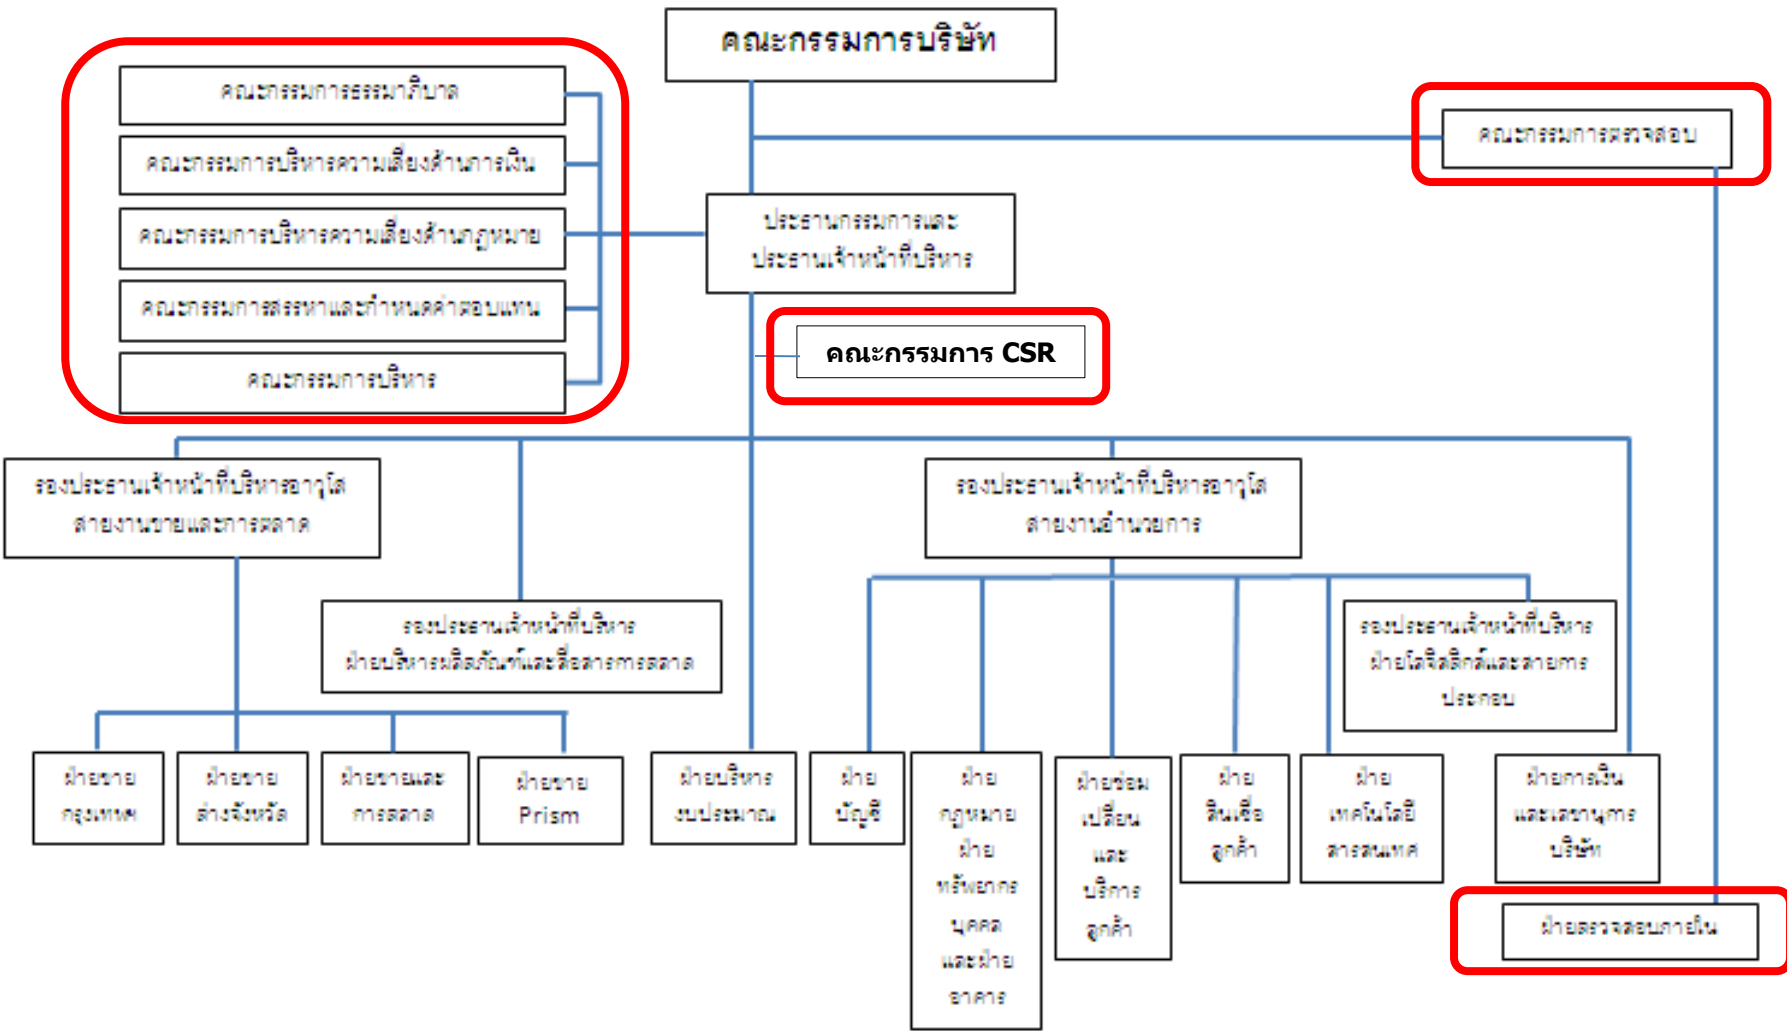 คณะกรรมการบริษัท
คณะกรรมการธรรมาภิบาล
คณะกรรมการบริหารความเสี่ยงด้านการเงิน
คณะกรรมการบริหารความเสี่ยงด้านกฎหมาย
คณะกรรมการสรรหาและกำหนดค่าตอบแทน
คณะกรรมการบริหาร
คณะกรรมการตรวจสอบ
ประธานกรรมการและ
ประธานเจ้าหน้าที่บริหาร
คณะกรรมการ CSR
รองประธานเจ้าหน้าที่บริหารอาวุโส
สายงานขายและการตลาด
รองประธานเจ้าหน้าที่บริหารอาวุโส
สายงานอำนวยการ
รองประธานเจ้าหน้าที่บริหาร
ฝ่ายบริหารผลิตภัณฑ์และสื่อสารการตลาด
รองประธานเจ้าหน้าที่บริหาร
ฝ่ายโลจิสติกส์และสายการ
ประกอบ
ฝ่ายขาย
กรุงเทพฯ
ฝ่ายขาย
ต่างจังหวัด
ฝ่ายขายและ
การตลาด
ฝ่ายขาย
Prism
ฝ่ายบริหาร
งบประมาณ
ฝ่าย
บัญชี
ฝ่าย
กฎหมาย
ฝ่าย
ทรัพยากร
บุคคล
และฝ่าย
อาคาร
ฝ่ายซ่อม
เปลี่ยน
และ
บริการ
ลูกค้า
ฝ่าย
สินเชื่อ
ลูกค้า
ฝ่าย
เทคโนโลยี
สารสนเทศ
ฝ่ายการเงิน
และเลขานุการ
บริษัท
ฝ่ายตรวจสอบภายใน